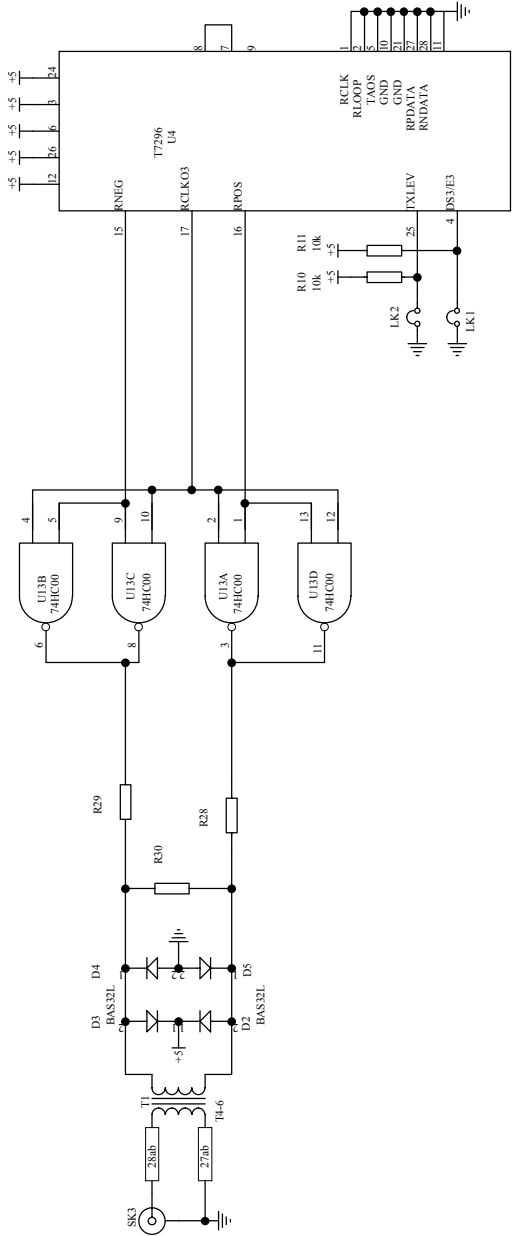 8
7
9
1
2
5
10
21
27
28
11
RCLK
RLOOP
TAOS
GND
GND
RPDATA
RNDATA
+5
24
+5
3
+5
6
+5
26
+5
12
T7296
U4
RNEG
RCLKO3
RPOS
TXLEV
DS3/E3
15
17
16
25
4
R11
10k
+5
R10
10k
+5
LK2
LK1
4
5
9
10
2
1
13
12
U13B
74HC00
U13C
74HC00
U13A
74HC00
U13D
74HC00
6
8
3
11
R29
R28
R30
D4
D5
D3
BAS32L
D2
BAS32L
+5
T1
T4-6
28ab
27ab
SK3